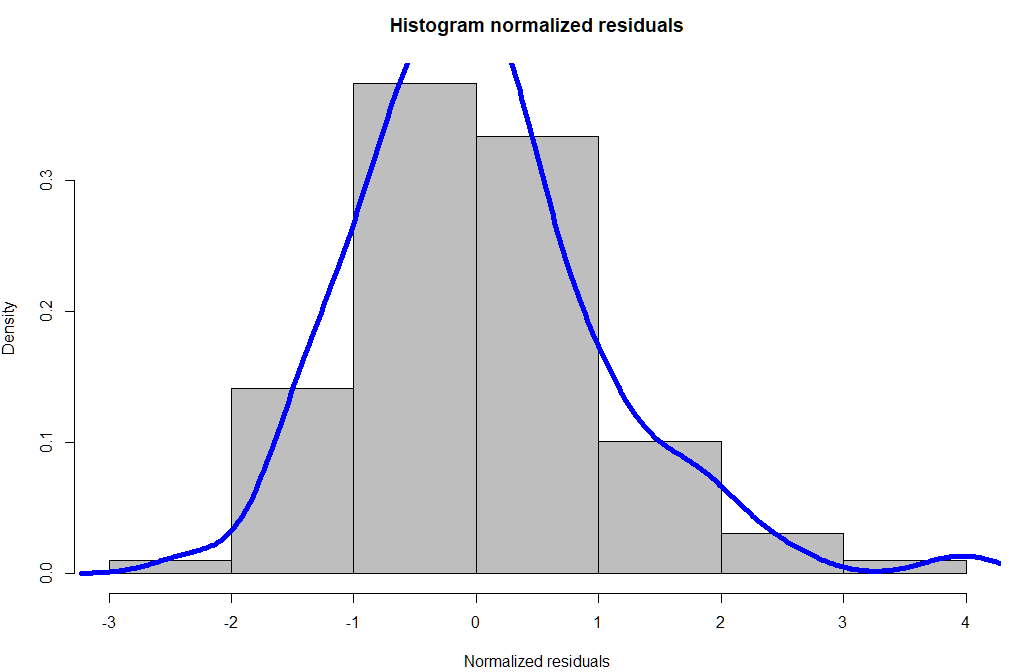 Histogram normalized residuals
Density
0.3
0.2
0.1
0.0
-3 -2 -1 0 1 2 3 4
Normalized residuals